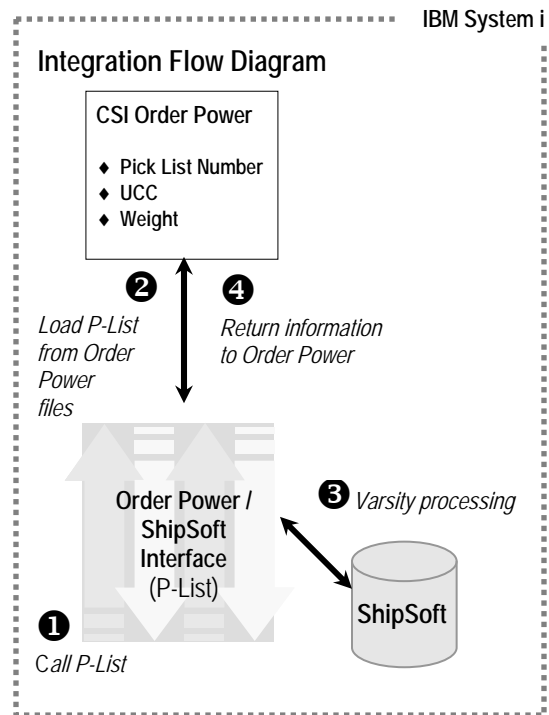 IBM System i
Integration Flow Diagram
CSI Order Power
♦ Pick List Number
♦ UCC
♦ Weight
❷
Load P-List
from Order
Power
files
❹
Return information
to Order Power
Order Power /
ShipSoft
Interface
(P-List)
❸ Varsity processing
ShipSoft
❶
Call P-List